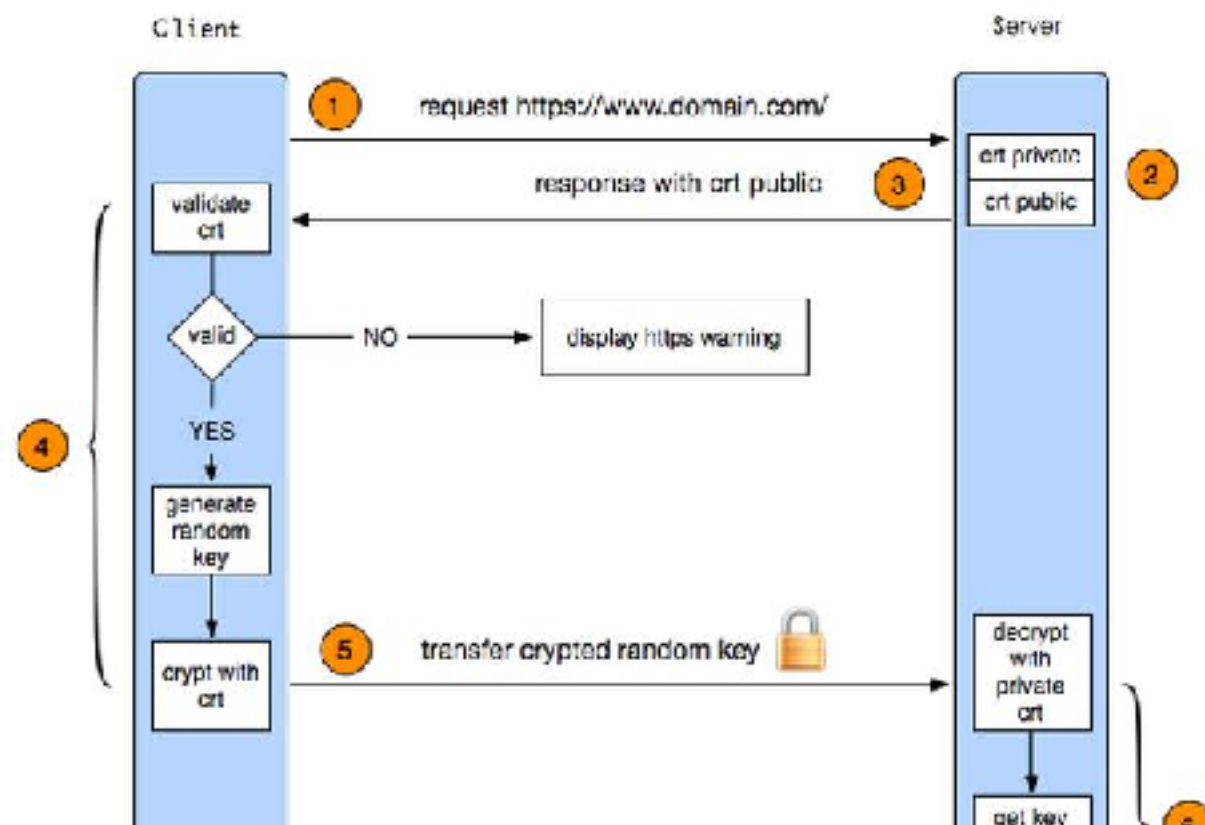 Client
Server
1
request https://www.domain.com/
crt private
2
response with crt public
3
crt public
validate
crt
valid
NO
display https warning
4
YES
generate
random
key
5
transfer crypted random key
crypt with
crt
decrypt
with
private
crt
get key